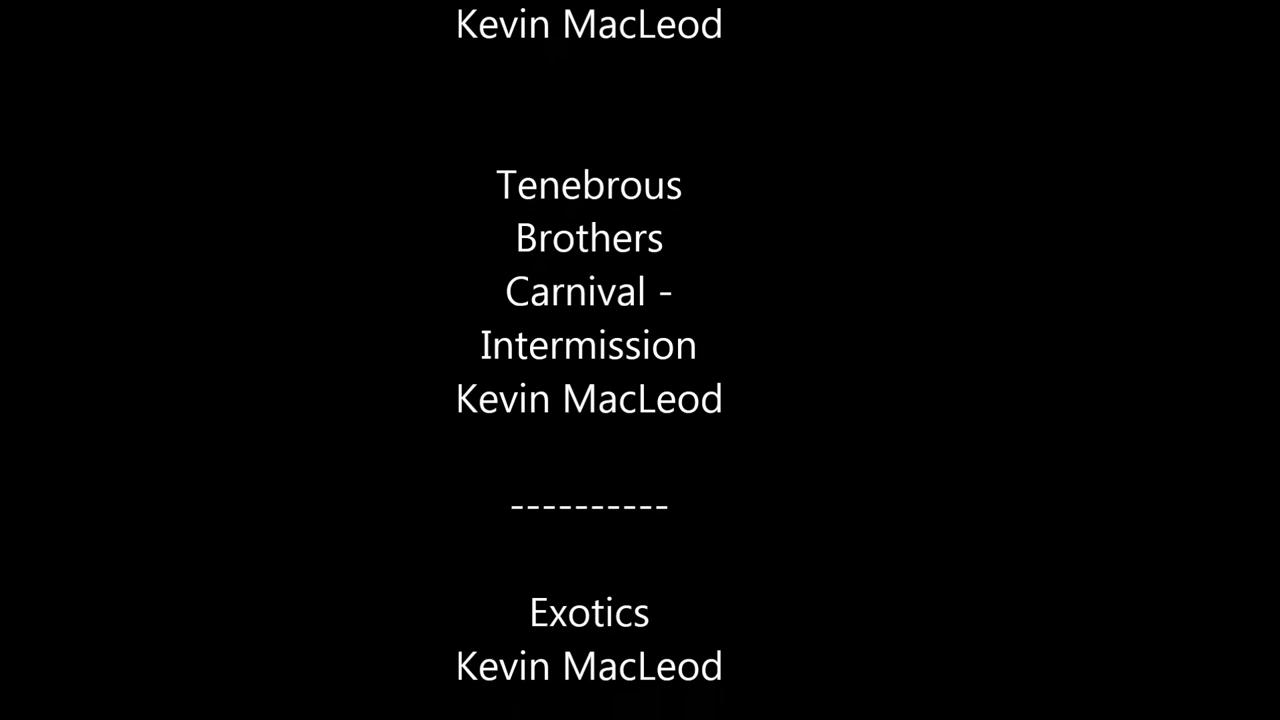 Kevin MacLeod
Tenebrous
Brothers
Carnival -
Intermission
Kevin MacLeod
----------
Exotics
Kevin MacLeod